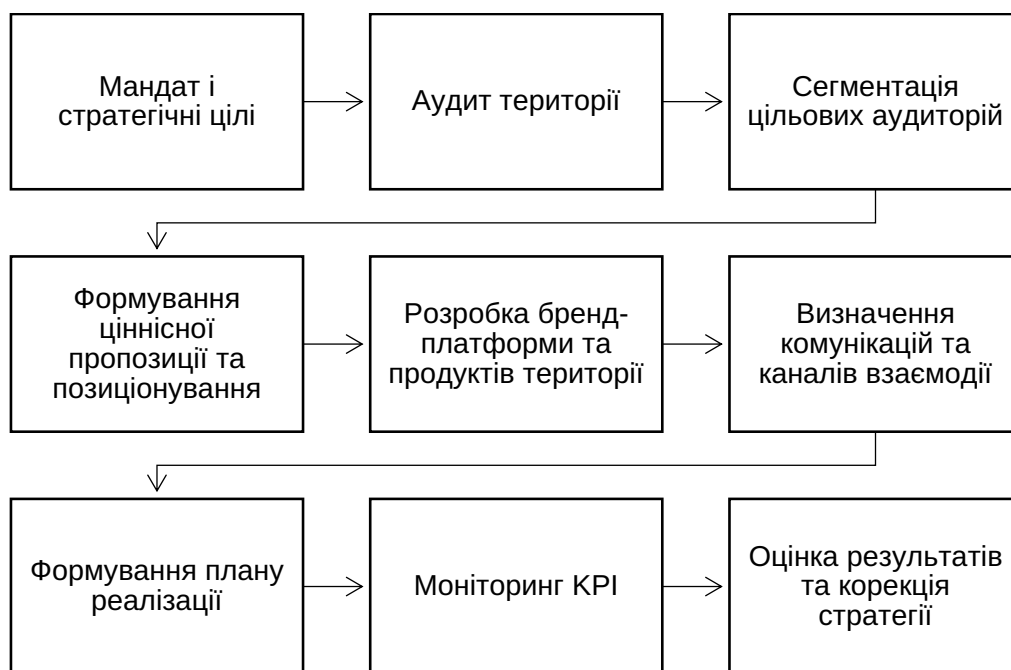 Мандат і
стратегічні цілі
Аудит території
Сегментація
цільових аудиторій
Формування
ціннісної
пропозиції та
позиціонування
Розробка бренд-
платформи та
продуктів території
Визначення
комунікацій та
каналів взаємодії
Формування плану
реалізації
Моніторинг KPI
Оцінка результатів
та корекція
стратегії